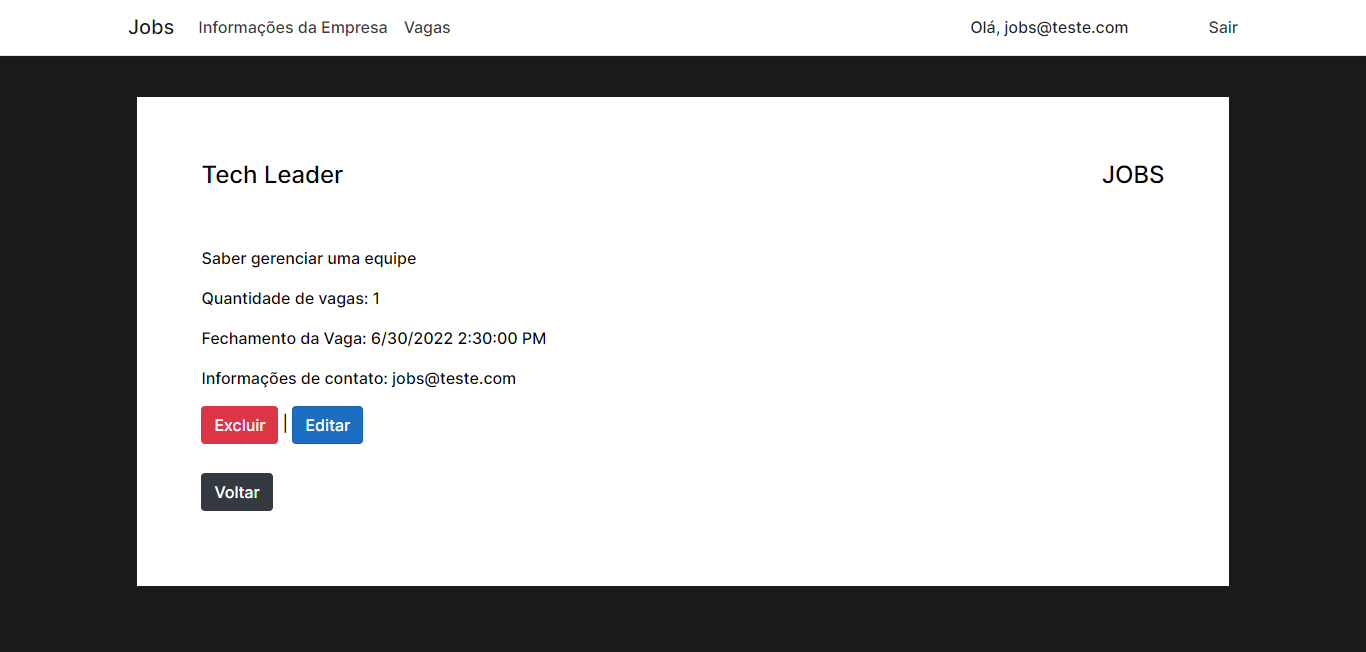 Jobs Informações da Empresa Vagas Olá, jobs@teste.com Sair
Tech Leader JOBS
Saber gerenciar uma equipe
Quantidade de vagas: 1
Fechamento da Vaga: 6/30/2022 2:30:00 PM
Informações de contato: jobs@teste.com
Excluir | Editar
Voltar